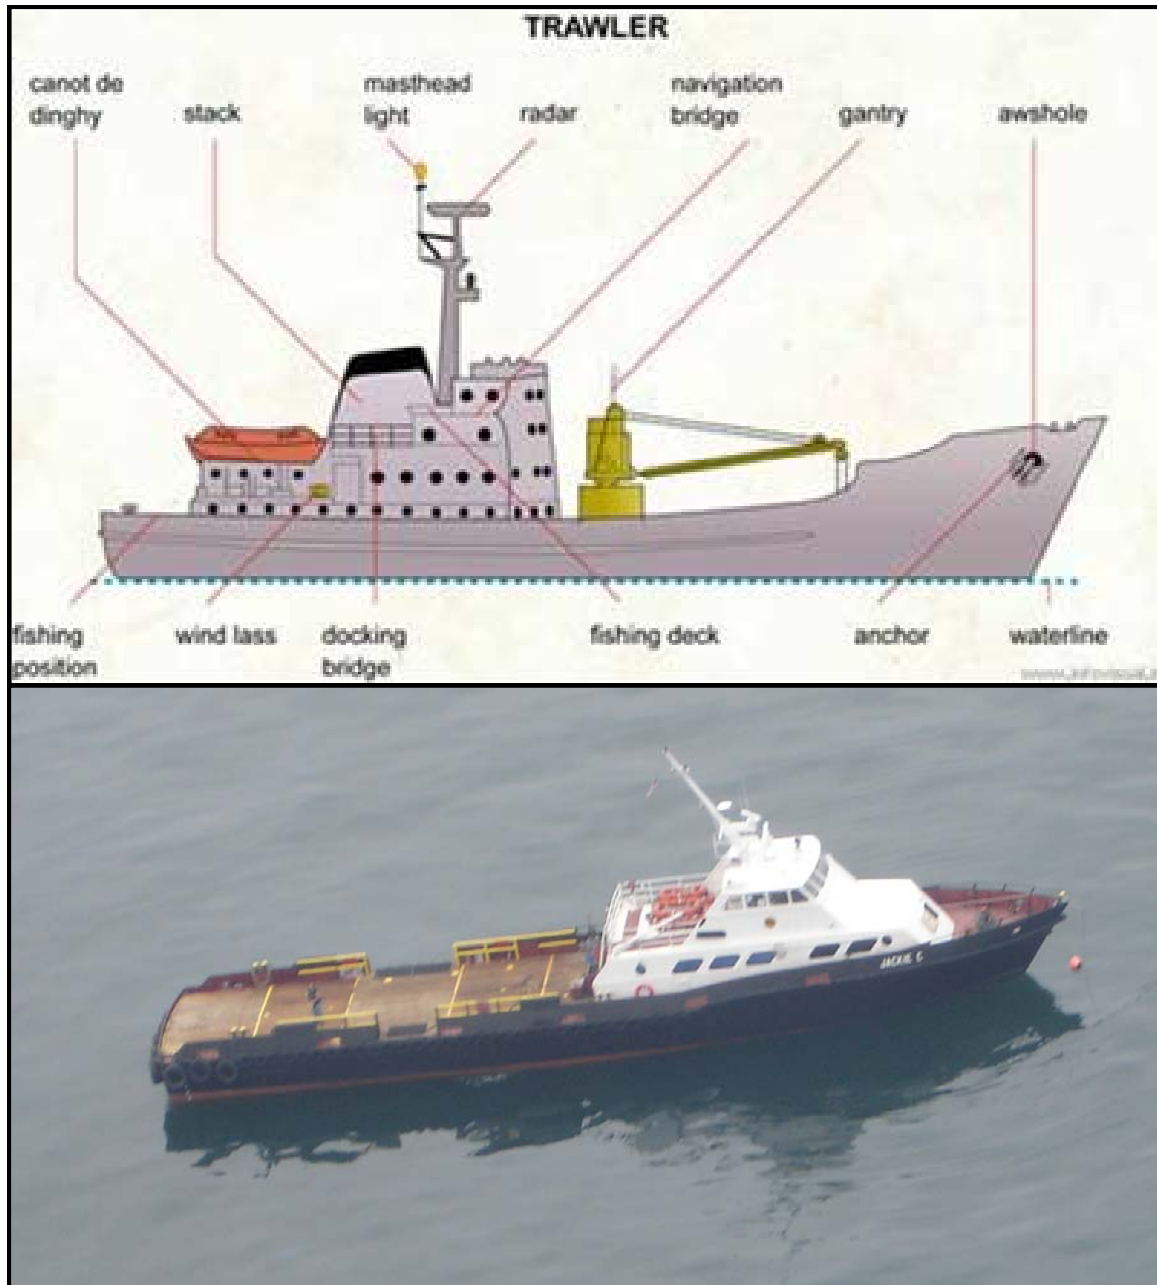 TRAWLER
canot de
dinghy
stack
masthead
light
radar
navigation
bridge
gantry
awshole
fishing
position
wind lass
docking
bridge
fishing deck
anchor
waterline
JACKIE C